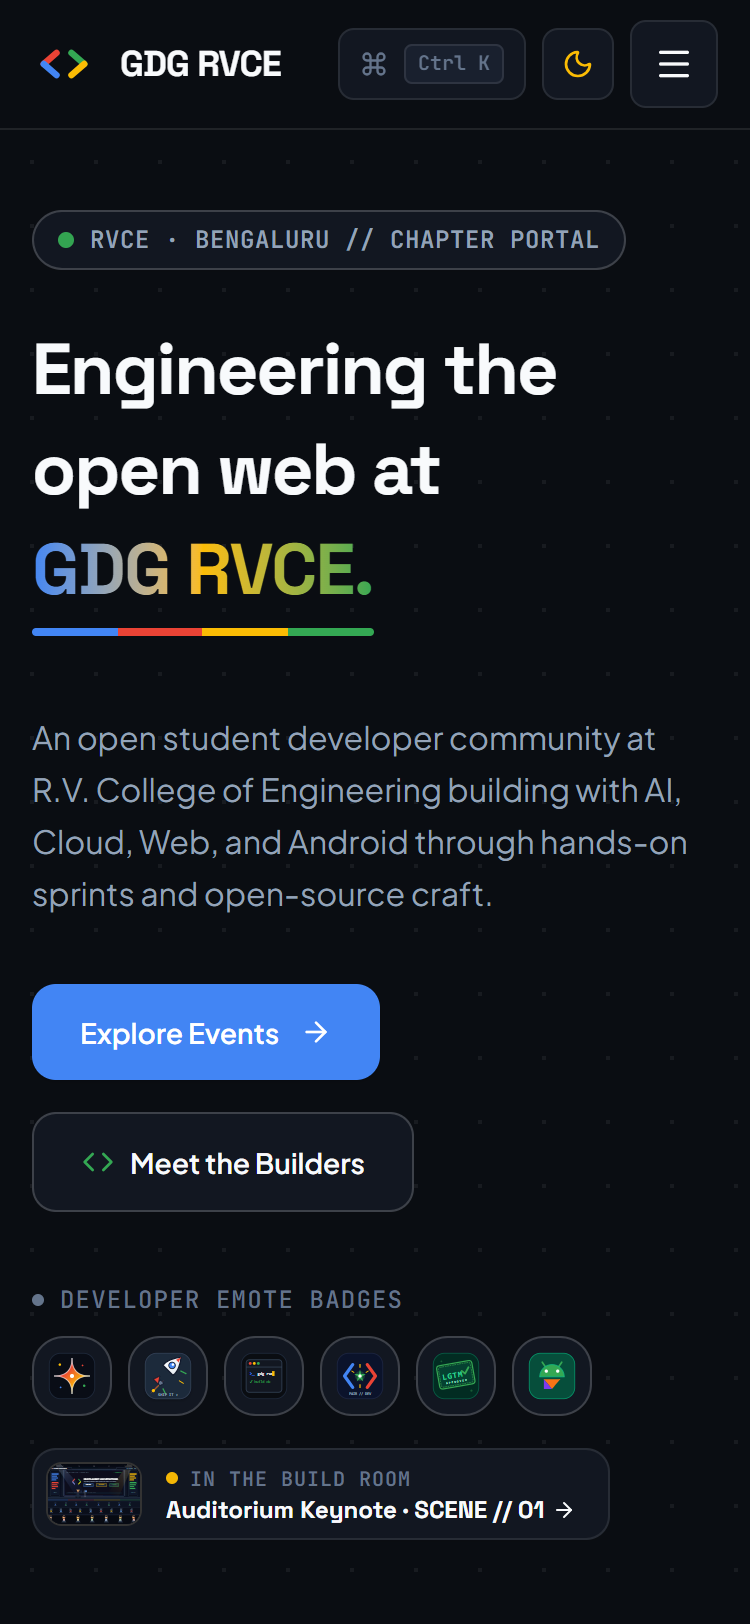 GDG RVCE
⌘ Ctrl K
RVCE · BENGALURU // CHAPTER PORTAL
Engineering the
open web at
GDG RVCE.
An open student developer community at
R.V. College of Engineering building with AI,
Cloud, Web, and Android through hands-on
sprints and open-source craft.
Explore Events →
Meet the Builders
DEVELOPER EMOTE BADGES
LGTM
IN THE BUILD ROOM
Auditorium Keynote · SCENE // 01 →